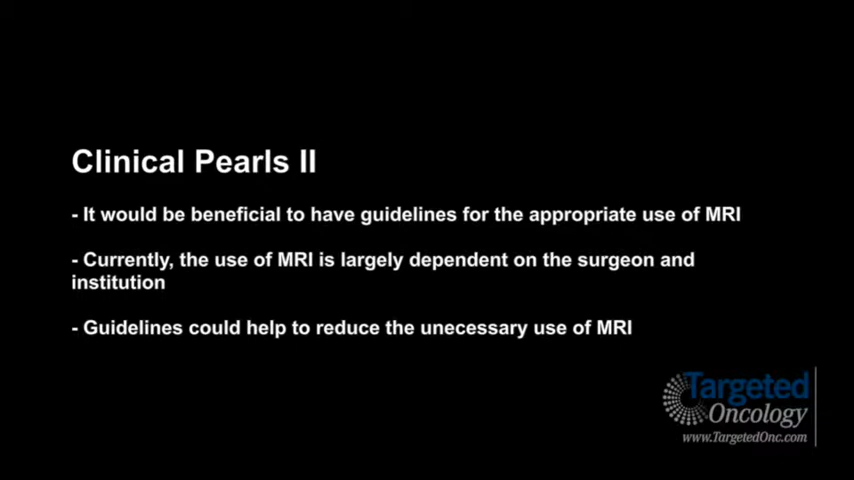 Clinical Pearls II
- It would be beneficial to have guidelines for the appropriate use of MRI
- Currently, the use of MRI is largely dependent on the surgeon and
institution
- Guidelines could help to reduce the unecessary use of MRI
Targeted
Oncology
www.TargetedOnc.com